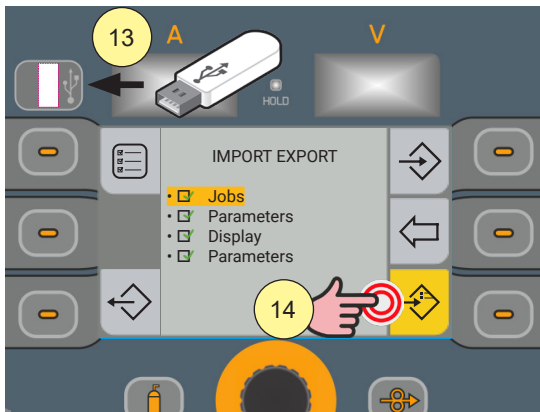 13
A
V
HOLD
IMPORT EXPORT
• Jobs
• Parameters
• Display
• Parameters
14